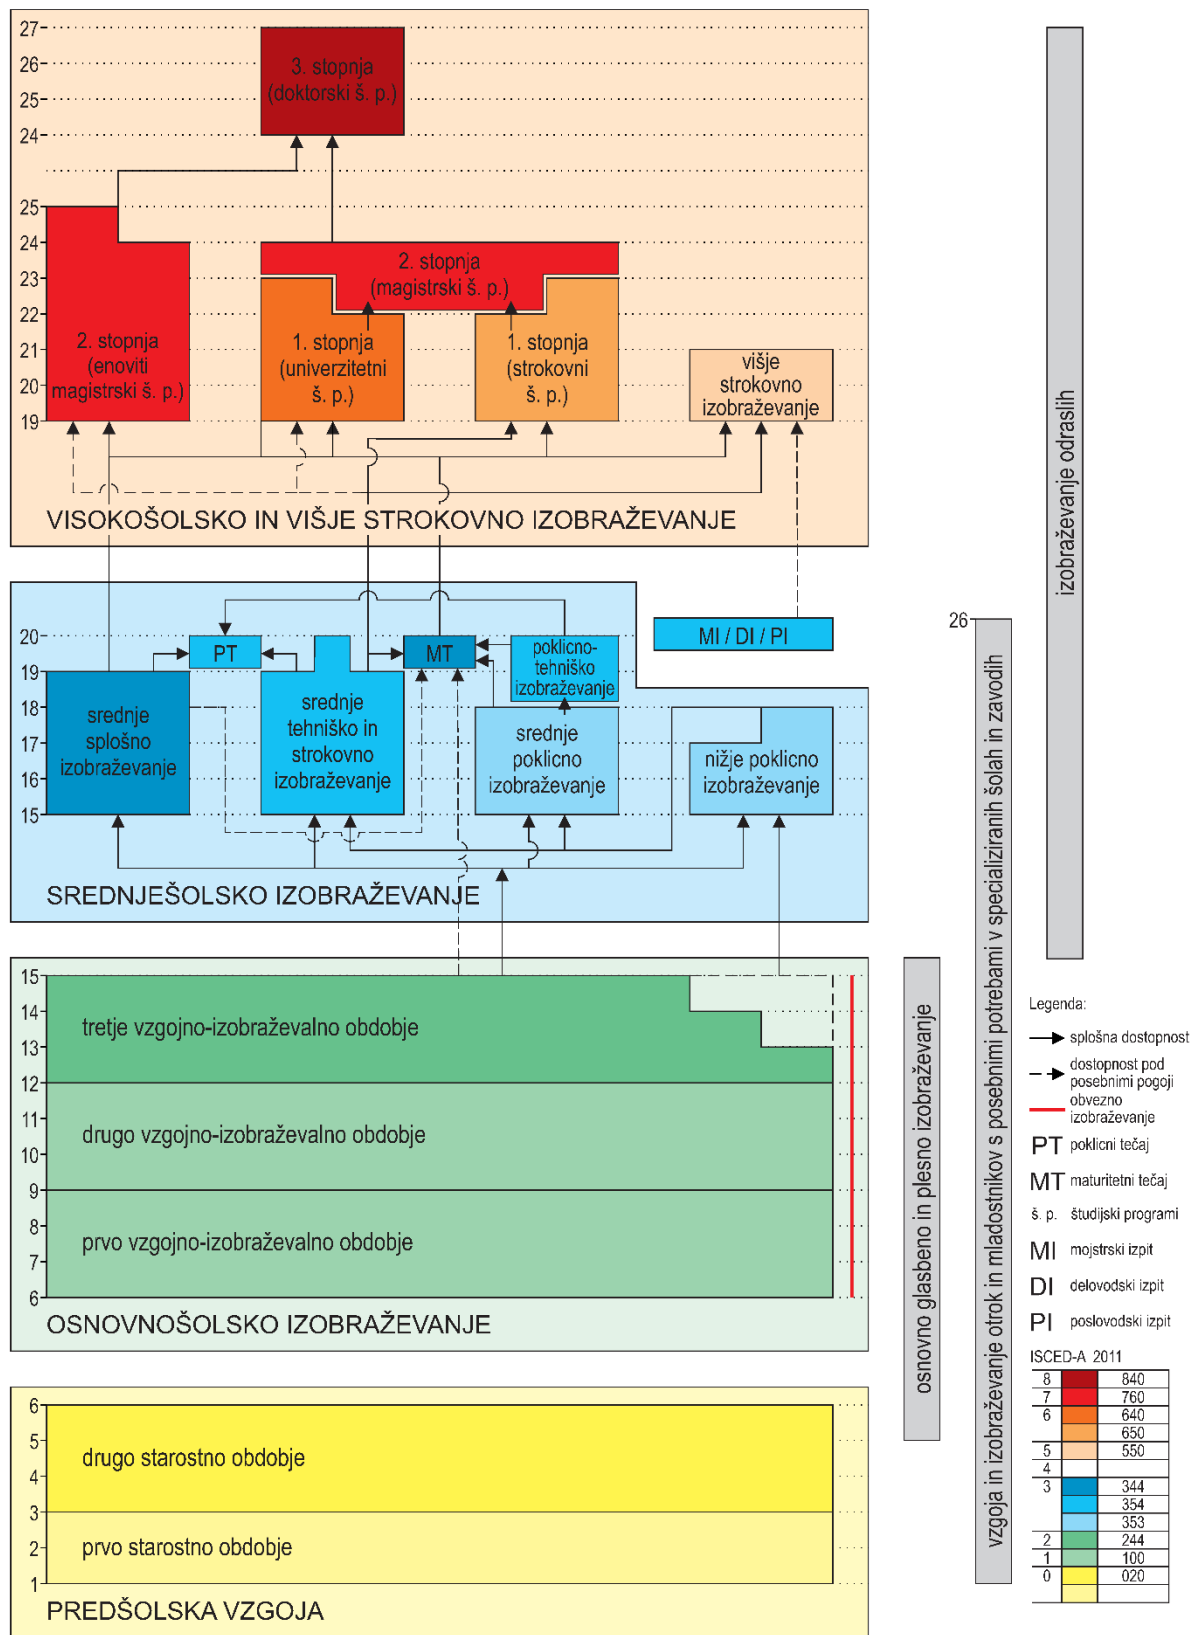 27
26
25
24
25
24
23
22
21
20
19
3. stopnja
(doktorski š. p.)
2. stopnja
(magistrski š. p.)
2. stopnja
(enoviti
magistrski š. p.)
1. stopnja
(univerzitetni
š. p.)
1. stopnja
(strokovni
š. p.)
višje
strokovno
izobraževanje
VISOKOŠOLSKO IN VIŠJE STROKOVNO IZOBRAŽEVANJE
20
19
18
17
16
15
PT
MT
poklicno-
tehniško
izobraževanje
MI / DI / PI
srednje
splošno
izobraževanje
srednje
tehniško in
strokovno
izobraževanje
srednje
poklicno
izobraževanje
nižje poklicno
izobraževanje
SREDNJEŠOLSKO IZOBRAŽEVANJE
15
14
13
12
11
10
9
8
7
6
tretje vzgojno-izobraževalno obdobje
drugo vzgojno-izobraževalno obdobje
prvo vzgojno-izobraževalno obdobje
OSNOVNOŠOLSKO IZOBRAŽEVANJE
6
5
4
3
2
1
drugo starostno obdobje
prvo starostno obdobje
PREDŠOLSKA VZGOJA
osnovno glasbeno in plesno izobraževanje
26
vzgoja in izobraževanje otrok in mladostnikov s posebnimi potrebami v specializiranih šolah in zavodih
izobraževanje odraslih
Legenda:
splošna dostopnost
dostopnost pod
posebnimi pogoji
obvezno
izobraževanje
PT poklicni tečaj
MT maturitetni tečaj
š. p. študijski programi
MI mojstrski izpit
DI delovodski izpit
PI poslovodski izpit
ISCED-A 2011
8 840
7 760
6 640
650
5 550
4
3 344
354
353
2 244
1 100
0 020